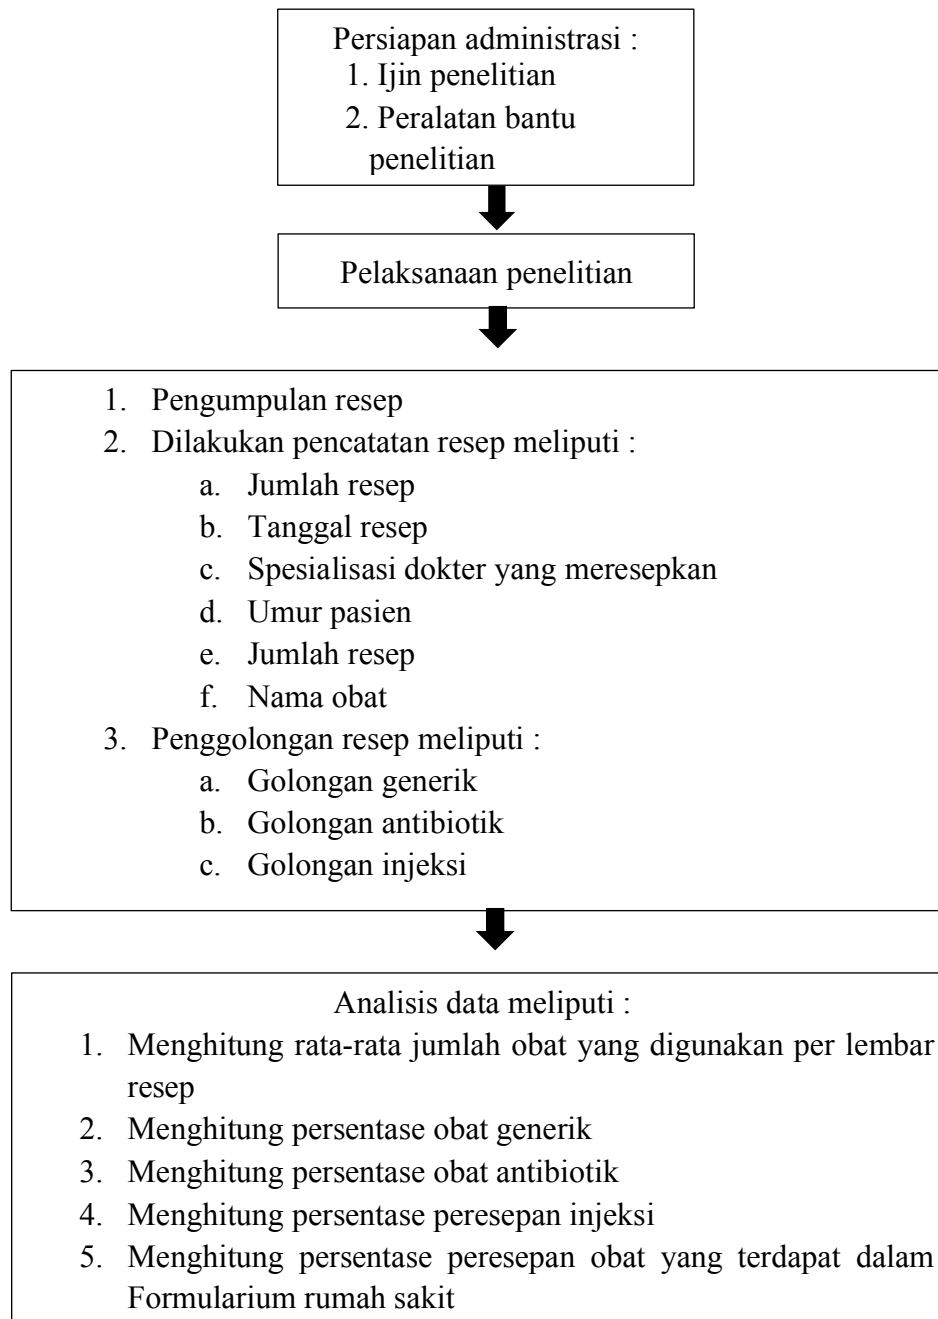 Persiapan administrasi :
1. Ijin penelitian
2. Peralatan bantu
penelitian
Pelaksanaan penelitian
1. Pengumpulan resep
2. Dilakukan pencatatan resep meliputi :
a. Jumlah resep
b. Tanggal resep
c. Spesialisasi dokter yang meresepkan
d. Umur pasien
e. Jumlah resep
f. Nama obat
3. Penggolongan resep meliputi :
a. Golongan generik
b. Golongan antibiotik
c. Golongan injeksi
Analisis data meliputi :
1. Menghitung rata-rata jumlah obat yang digunakan per lembar
resep
2. Menghitung persentase obat generik
3. Menghitung persentase obat antibiotik
4. Menghitung persentase peresepan injeksi
5. Menghitung persentase peresepan obat yang terdapat dalam
Formularium rumah sakit